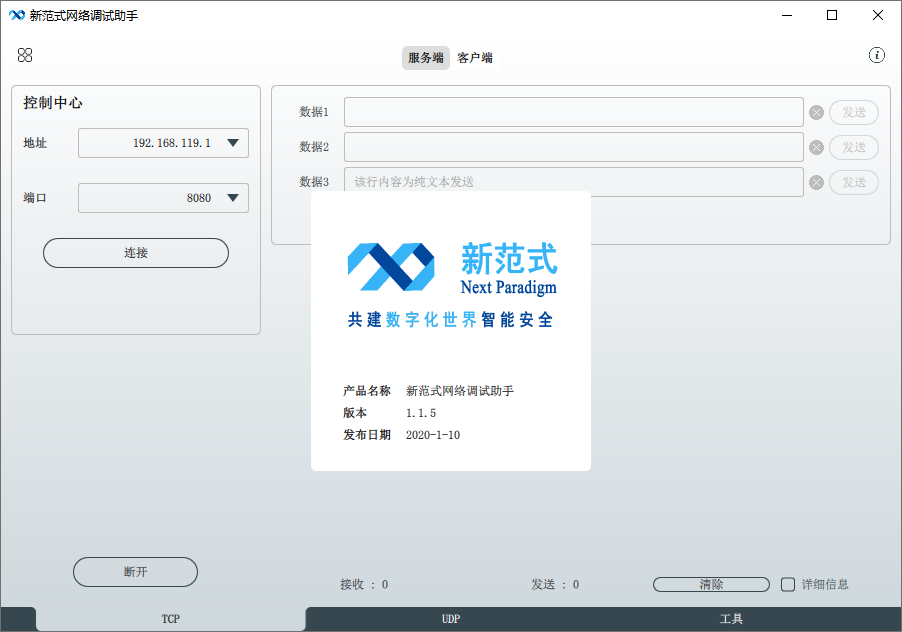 新范式网络调试助手
服务端 客户端
控制中心
地址 192.168.119.1
端口 8080
连接
数据1 发送
数据2 发送
数据3 该行内容为纯文本发送 发送
新范式
Next Paradigm
共建数字化世界智能安全
产品名称 新范式网络调试助手
版本 1.1.5
发布日期 2020-1-10
断开
接收 : 0 发送 : 0 清除 详细信息
TCP UDP 工具